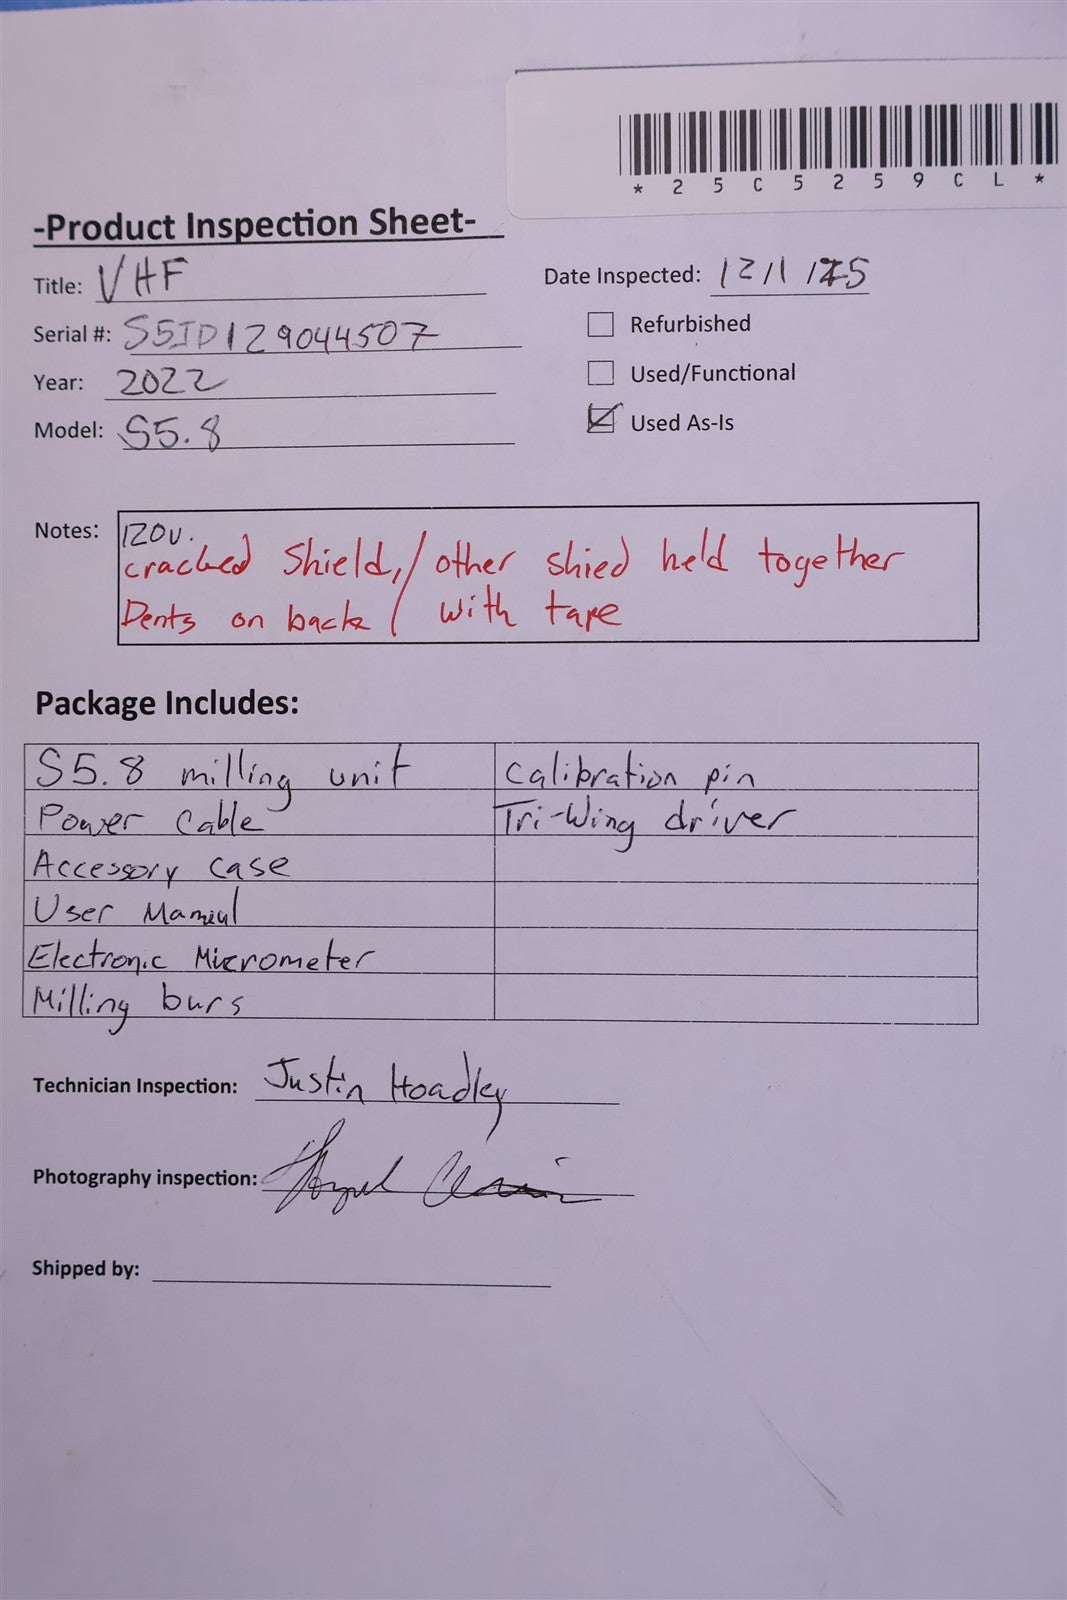 * 2 5 C 5 2 5 9 C L *
-Product Inspection Sheet-
Title: VHF
Date Inspected: 12/1/25
Serial #: S5ID129044507
Refurbished
Year: 2022
Used/Functional
Model: S5.8
Used As-Is
Notes: 120v.
cracked Shield,/other shied held together
Dents on back/ with tape
Package Includes:
S5.8 milling unit
Calibration pin
Power Cable
Tri-Wing driver
Accessory case
User Manual
Electronic Micrometer
Milling burs
Technician Inspection: Justin Hoadley
Photography inspection:
Shipped by: